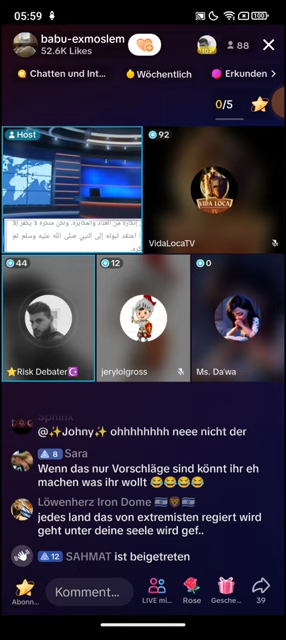 05:59
100
babu-exmoslem
52.6K Likes
88
Chatten und Int...
Wöchentlich
Erkunden
0/5
Host
92
VIDA LOCA
VidaLocaTV
44
12
0
Risk Debater
jerylolgross
Ms. Da'wa
@✨Johny✨ ohhhhhhhh neee nicht der
8 Sara
Wenn das nur Vorschläge sind könnt ihr eh
machen was ihr wollt 😂😂😂😂
Löwenherz Iron Dome 🇮🇱🦁🇮🇱
jedes land das von extremisten regiert wird
geht unter deine seele wird gef..
12 SAHMAT ist beigetreten
Komment...
Abonn...
LIVE mi...
Rose
Gesche...
39